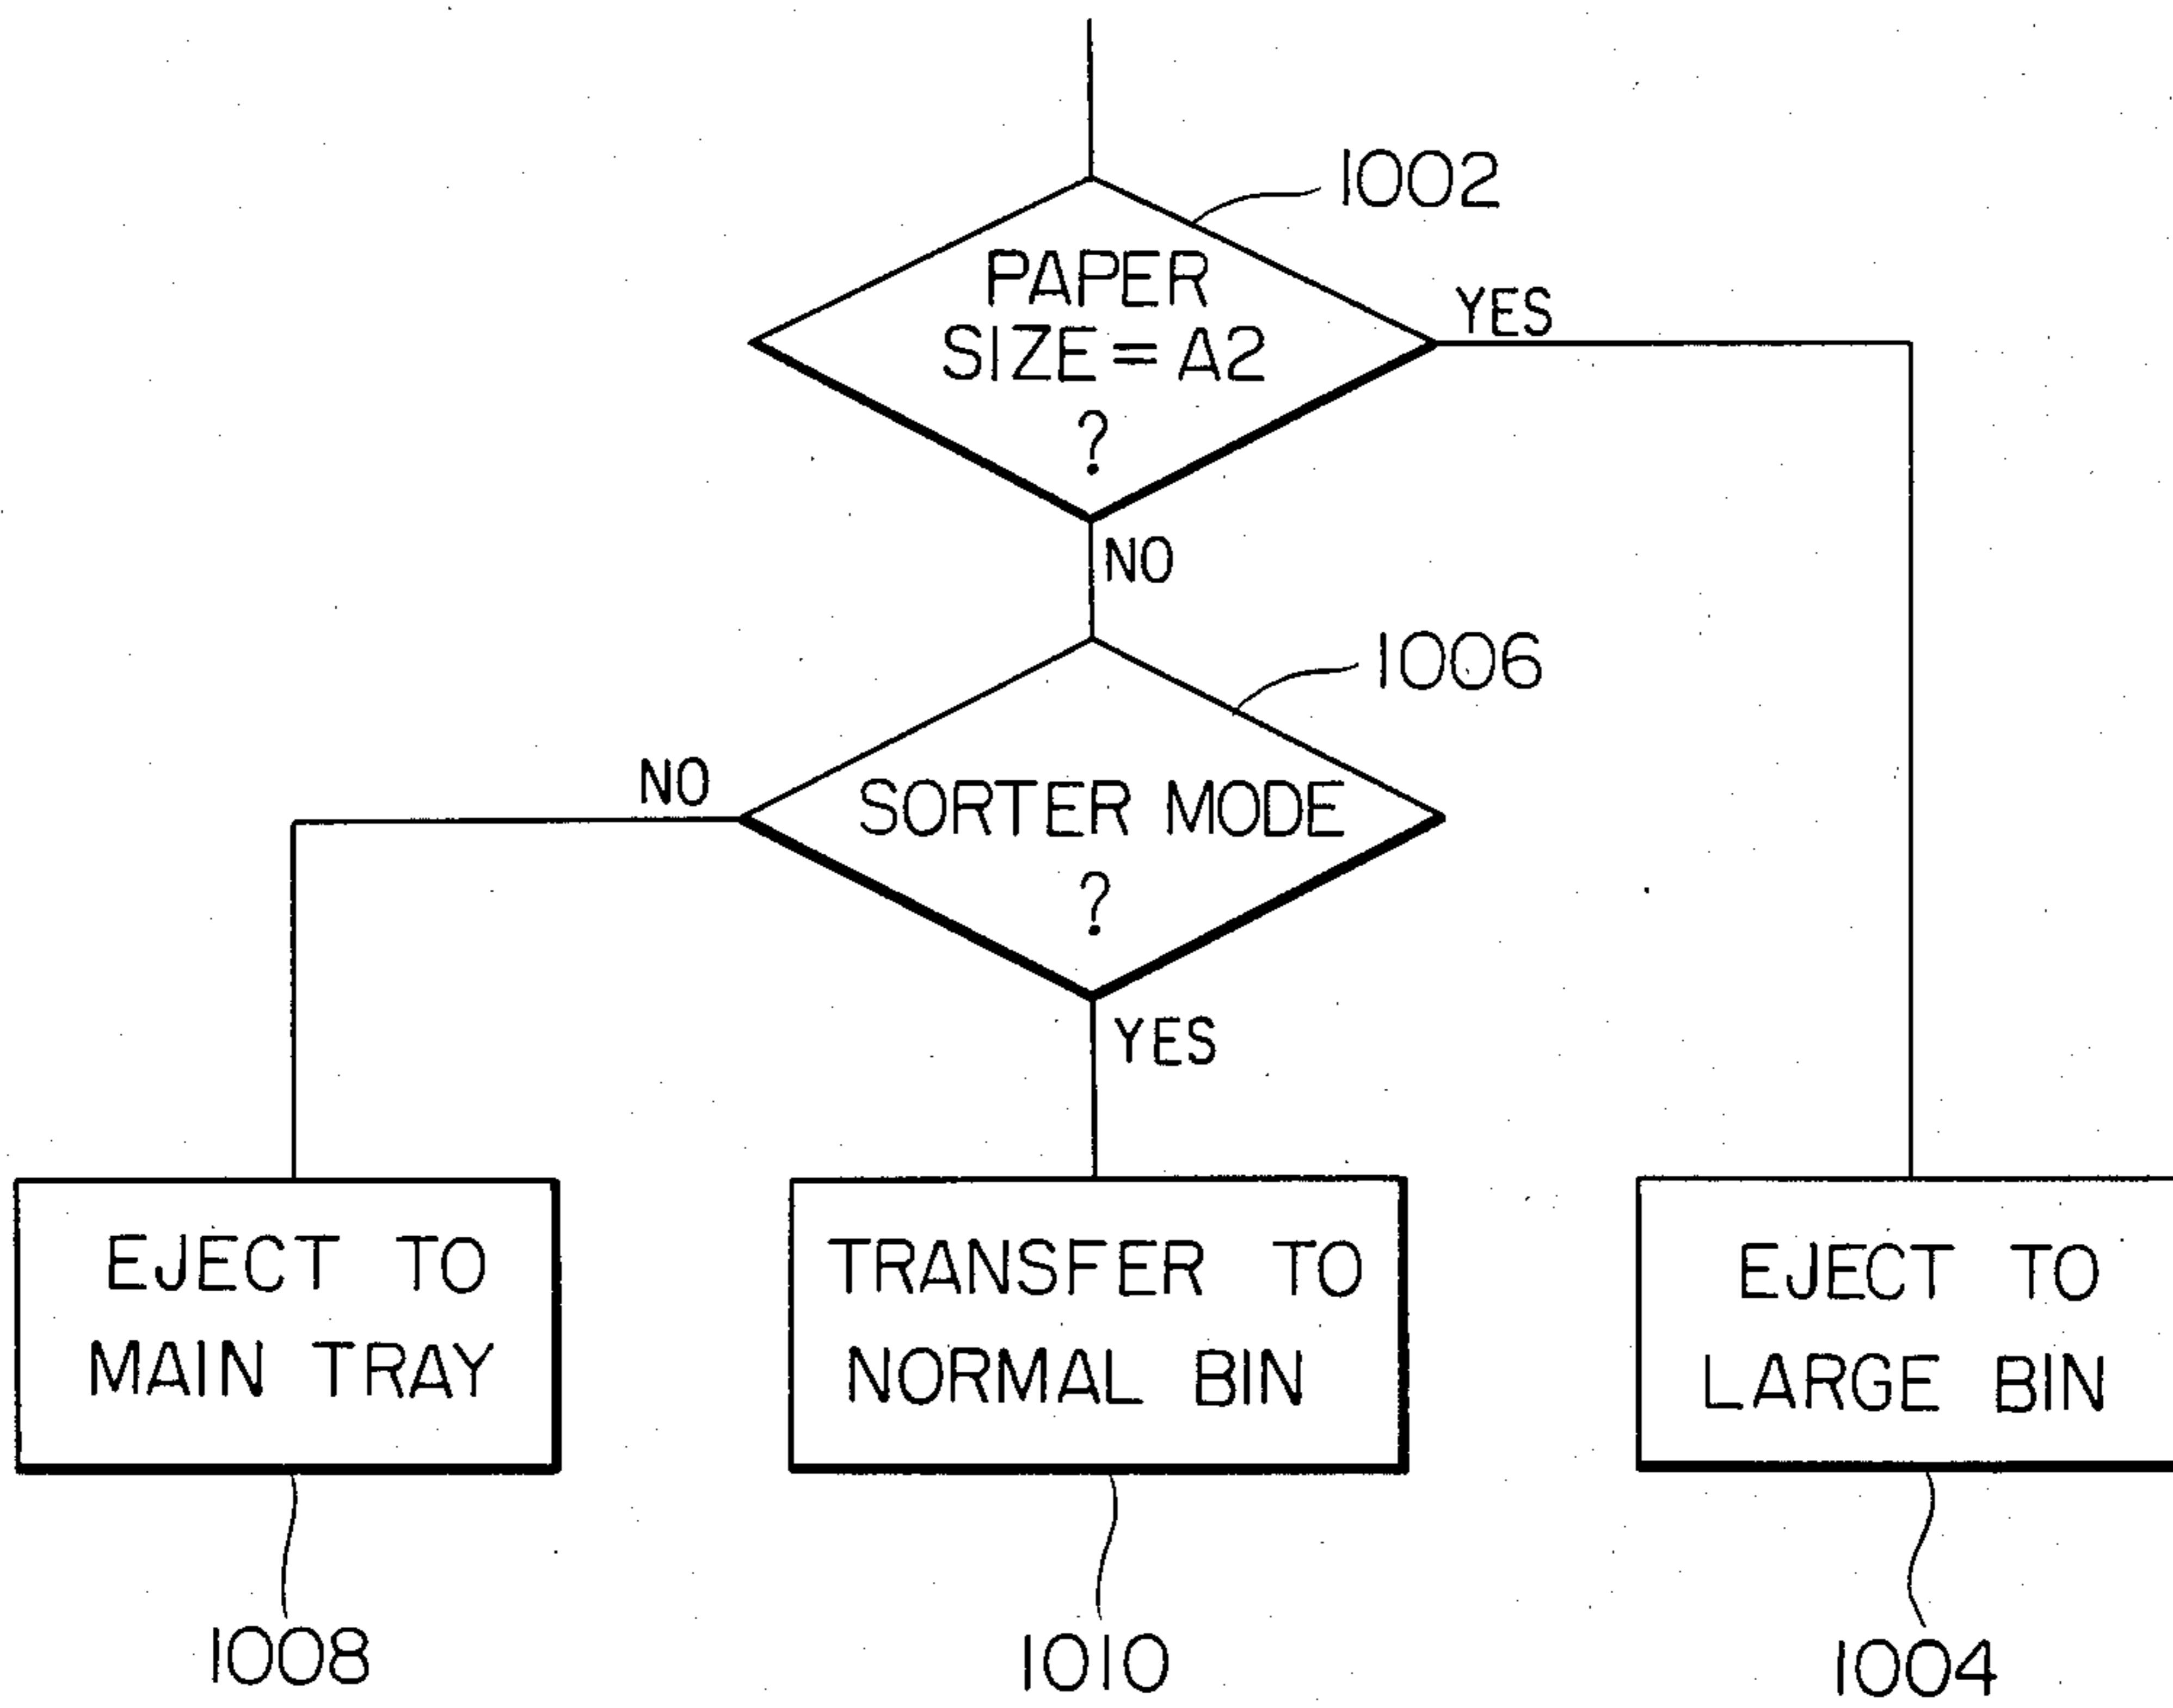 1002
PAPER
SIZE = A2
?
YES
NO
1006
NO
SORTER MODE
?
YES
EJECT TO
MAIN TRAY
TRANSFER TO
NORMAL BIN
EJECT TO
LARGE BIN
1008
1010
1004